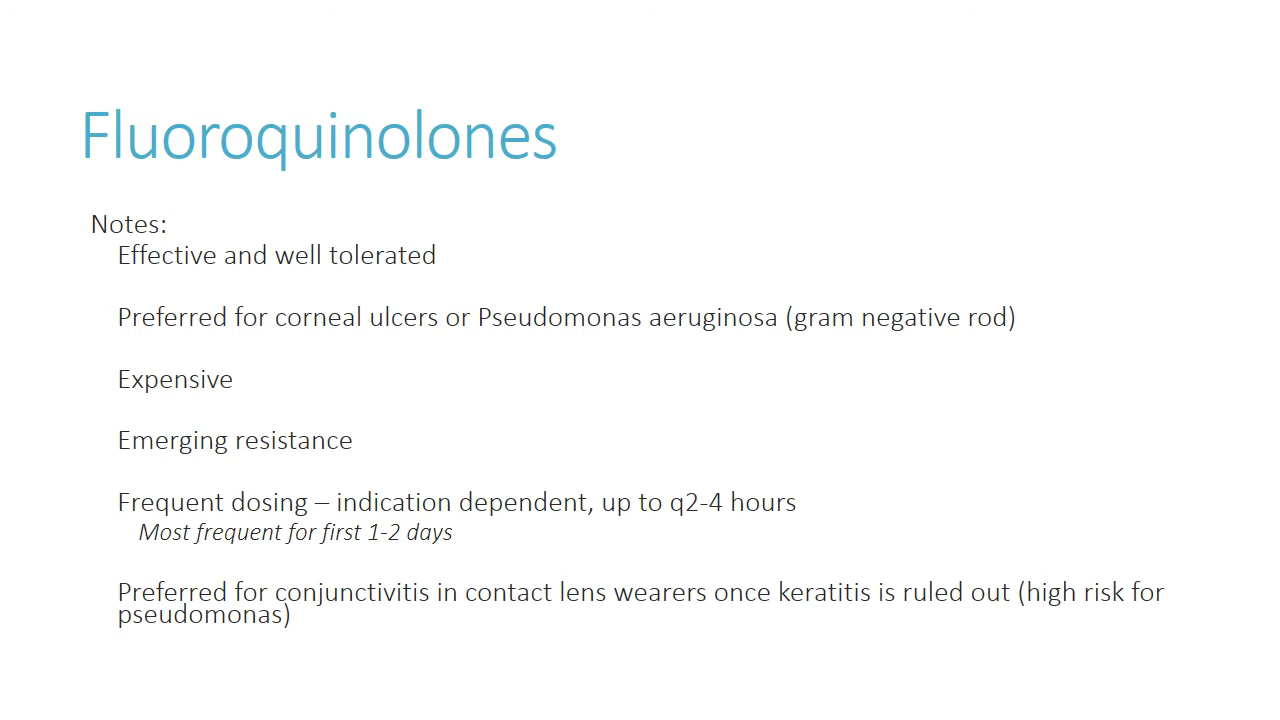 Fluoroquinolones
Notes:
Effective and well tolerated
Preferred for corneal ulcers or Pseudomonas aeruginosa (gram negative rod)
Expensive
Emerging resistance
Frequent dosing – indication dependent, up to q2-4 hours
Most frequent for first 1-2 days
Preferred for conjunctivitis in contact lens wearers once keratitis is ruled out (high risk for
pseudomonas)